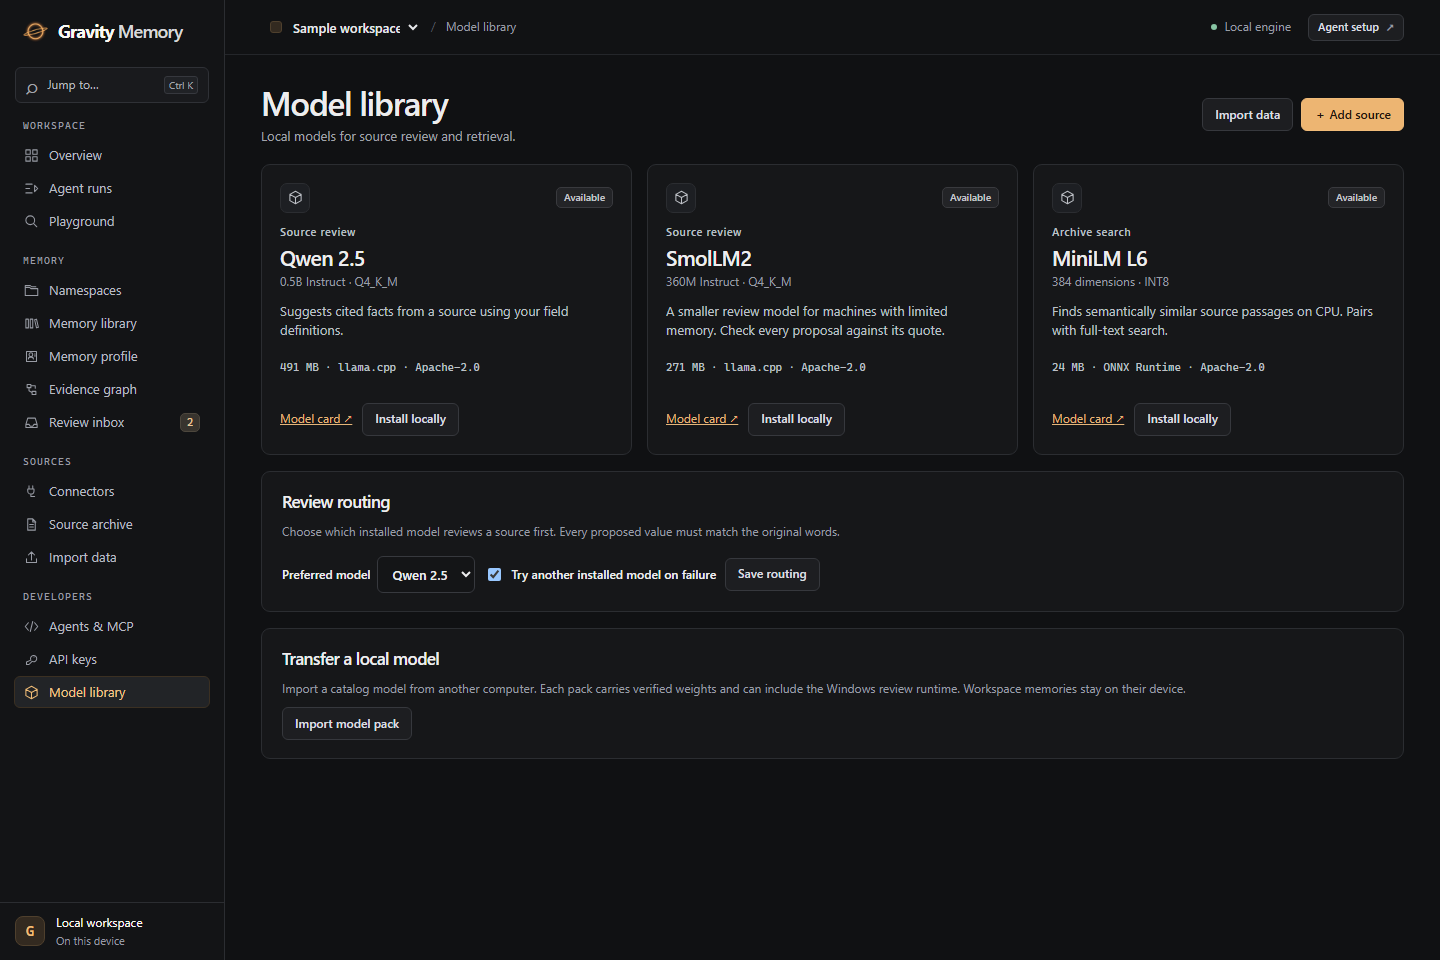 Gravity Memory
Jump to...
Ctrl K
WORKSPACE
Overview
Agent runs
Playground
MEMORY
Namespaces
Memory library
Memory profile
Evidence graph
Review inbox
2
SOURCES
Connectors
Source archive
Import data
DEVELOPERS
Agents & MCP
API keys
Model library
G
Local workspace
On this device
Sample workspace
/
Model library
Local engine
Agent setup ↗
Model library
Local models for source review and retrieval.
Import data
+ Add source
Available
Source review
Qwen 2.5
0.5B Instruct · Q4_K_M
Suggests cited facts from a source using your field
definitions.
491 MB · llama.cpp · Apache-2.0
Model card ↗
Install locally
Available
Source review
SmolLM2
360M Instruct · Q4_K_M
A smaller review model for machines with limited
memory. Check every proposal against its quote.
271 MB · llama.cpp · Apache-2.0
Model card ↗
Install locally
Available
Archive search
MiniLM L6
384 dimensions · INT8
Finds semantically similar source passages on CPU. Pairs
with full-text search.
24 MB · ONNX Runtime · Apache-2.0
Model card ↗
Install locally
Review routing
Choose which installed model reviews a source first. Every proposed value must match the original words.
Preferred model
Qwen 2.5
Try another installed model on failure
Save routing
Transfer a local model
Import a catalog model from another computer. Each pack carries verified weights and can include the Windows review runtime. Workspace memories stay on their device.
Import model pack